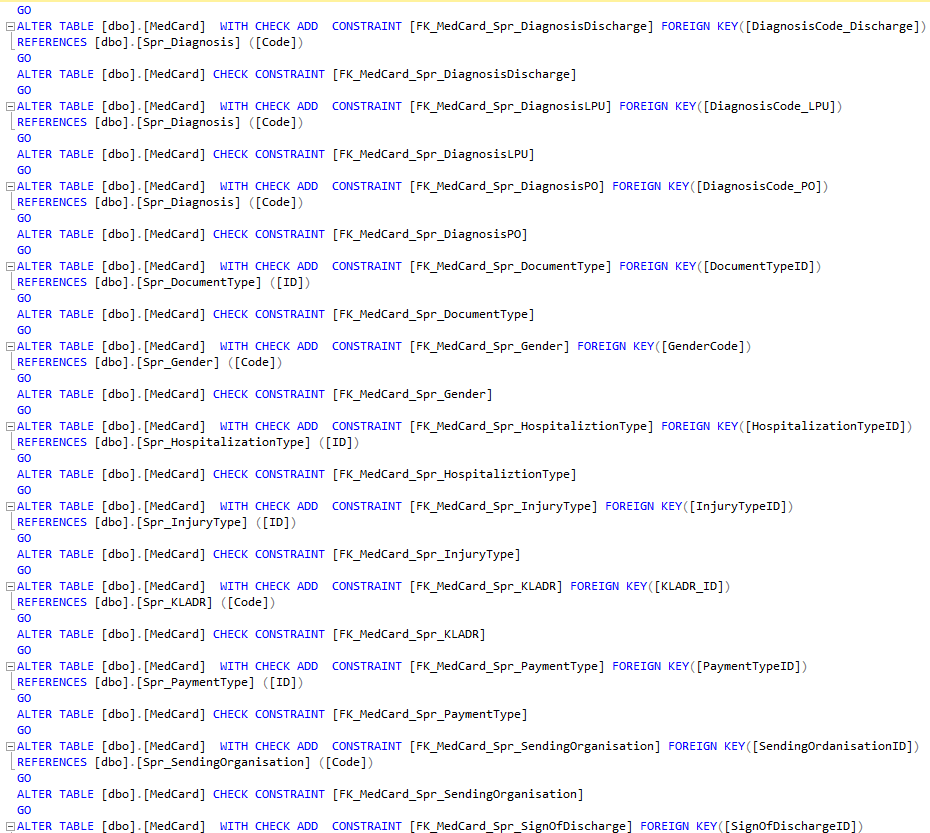 GO
ALTER TABLE [dbo].[MedCard]  WITH CHECK ADD  CONSTRAINT [FK_MedCard_Spr_DiagnosisDischarge] FOREIGN KEY([DiagnosisCode_Discharge])
REFERENCES [dbo].[Spr_Diagnosis] ([Code])
GO
ALTER TABLE [dbo].[MedCard] CHECK CONSTRAINT [FK_MedCard_Spr_DiagnosisDischarge]
GO
ALTER TABLE [dbo].[MedCard]  WITH CHECK ADD  CONSTRAINT [FK_MedCard_Spr_DiagnosisLPU] FOREIGN KEY([DiagnosisCode_LPU])
REFERENCES [dbo].[Spr_Diagnosis] ([Code])
GO
ALTER TABLE [dbo].[MedCard] CHECK CONSTRAINT [FK_MedCard_Spr_DiagnosisLPU]
GO
ALTER TABLE [dbo].[MedCard]  WITH CHECK ADD  CONSTRAINT [FK_MedCard_Spr_DiagnosisPO] FOREIGN KEY([DiagnosisCode_PO])
REFERENCES [dbo].[Spr_Diagnosis] ([Code])
GO
ALTER TABLE [dbo].[MedCard] CHECK CONSTRAINT [FK_MedCard_Spr_DiagnosisPO]
GO
ALTER TABLE [dbo].[MedCard]  WITH CHECK ADD  CONSTRAINT [FK_MedCard_Spr_DocumentType] FOREIGN KEY([DocumentTypeID])
REFERENCES [dbo].[Spr_DocumentType] ([ID])
GO
ALTER TABLE [dbo].[MedCard] CHECK CONSTRAINT [FK_MedCard_Spr_DocumentType]
GO
ALTER TABLE [dbo].[MedCard]  WITH CHECK ADD  CONSTRAINT [FK_MedCard_Spr_Gender] FOREIGN KEY([GenderCode])
REFERENCES [dbo].[Spr_Gender] ([Code])
GO
ALTER TABLE [dbo].[MedCard] CHECK CONSTRAINT [FK_MedCard_Spr_Gender]
GO
ALTER TABLE [dbo].[MedCard]  WITH CHECK ADD  CONSTRAINT [FK_MedCard_Spr_HospitaliztionType] FOREIGN KEY([HospitalizationTypeID])
REFERENCES [dbo].[Spr_HospitalizationType] ([ID])
GO
ALTER TABLE [dbo].[MedCard] CHECK CONSTRAINT [FK_MedCard_Spr_HospitaliztionType]
GO
ALTER TABLE [dbo].[MedCard]  WITH CHECK ADD  CONSTRAINT [FK_MedCard_Spr_InjuryType] FOREIGN KEY([InjuryTypeID])
REFERENCES [dbo].[Spr_InjuryType] ([ID])
GO
ALTER TABLE [dbo].[MedCard] CHECK CONSTRAINT [FK_MedCard_Spr_InjuryType]
GO
ALTER TABLE [dbo].[MedCard]  WITH CHECK ADD  CONSTRAINT [FK_MedCard_Spr_KLADR] FOREIGN KEY([KLADR_ID])
REFERENCES [dbo].[Spr_KLADR] ([Code])
GO
ALTER TABLE [dbo].[MedCard] CHECK CONSTRAINT [FK_MedCard_Spr_KLADR]
GO
ALTER TABLE [dbo].[MedCard]  WITH CHECK ADD  CONSTRAINT [FK_MedCard_Spr_PaymentType] FOREIGN KEY([PaymentTypeID])
REFERENCES [dbo].[Spr_PaymentType] ([ID])
GO
ALTER TABLE [dbo].[MedCard] CHECK CONSTRAINT [FK_MedCard_Spr_PaymentType]
GO
ALTER TABLE [dbo].[MedCard]  WITH CHECK ADD  CONSTRAINT [FK_MedCard_Spr_SendingOrganisation] FOREIGN KEY([SendingOrdanisationID])
REFERENCES [dbo].[Spr_SendingOrganisation] ([Code])
GO
ALTER TABLE [dbo].[MedCard] CHECK CONSTRAINT [FK_MedCard_Spr_SendingOrganisation]
GO
ALTER TABLE [dbo].[MedCard]  WITH CHECK ADD  CONSTRAINT [FK_MedCard_Spr_SignOfDischarge] FOREIGN KEY([SignOfDischargeID])